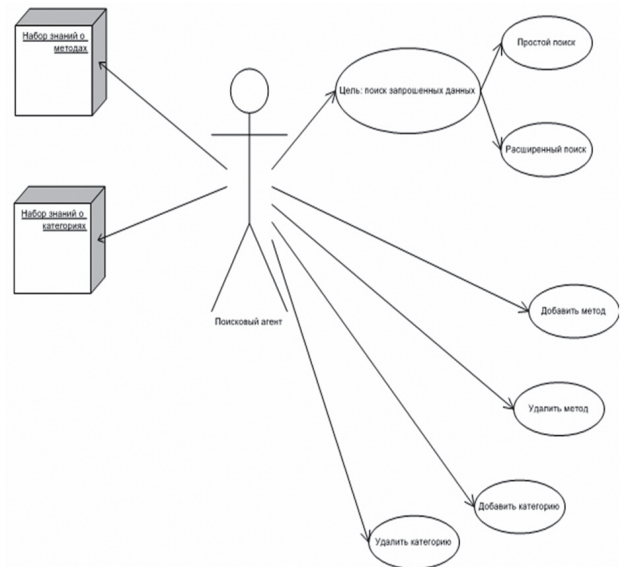 Набор знаний о
методах
Простой поиск
Цель: поиск запрошенных данных
Расширенный поиск
Набор знаний о
категориях
Поисковый агент
Добавить метод
Удалить метод
Добавить категорию
Удалить категорию